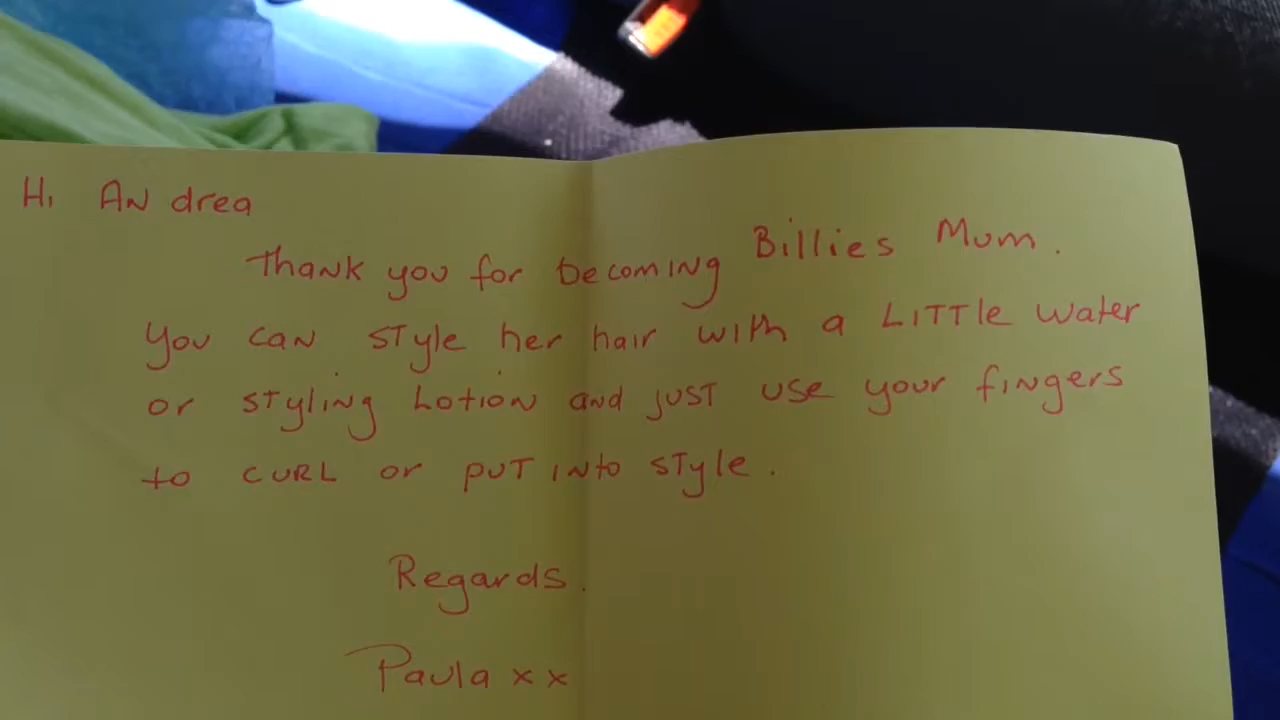 Hi Andrea
Thank you for becoming Billies Mum.
You can style her hair with a LITTle water
or styling Lotion and just use your fingers
to CURL or put into style.
Regards.
Paula xx